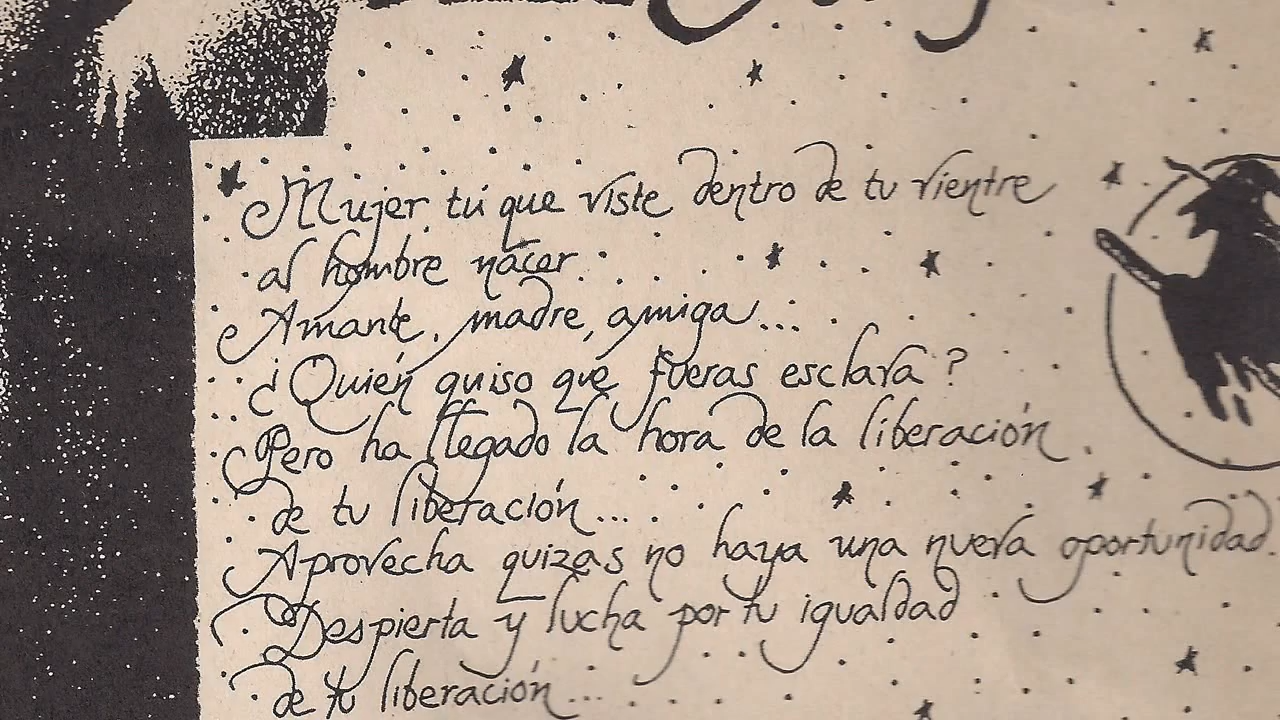 Mujer tú que viste dentro de tu vientre
al hombre nacer.
Amante, madre, amiga...
¿Quién quiso que fueras esclava?
Pero ha llegado la hora de la liberación
de tu liberación...
Aprovecha quizas no haya una nueva oportunidad.
Despierta y lucha por tu igualdad
de tu liberación...